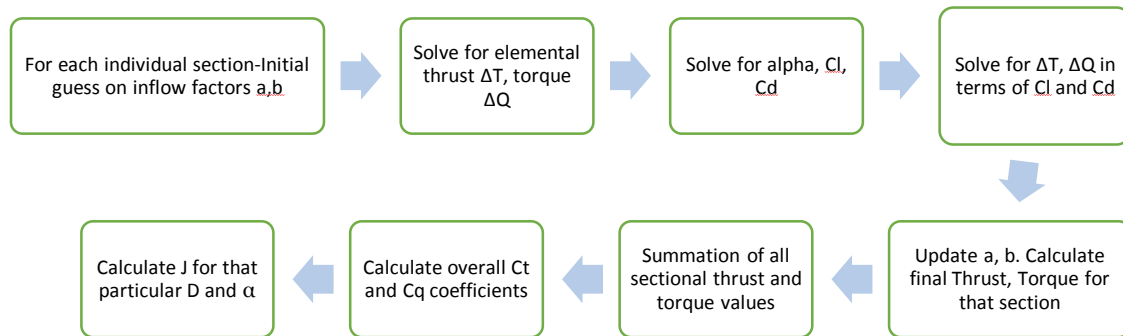 For each individual section-Initial
guess on inflow factors a,b
Solve for elemental
thrust ΔT, torque
ΔQ
Solve for alpha, Cl,
Cd
Solve for ΔT, ΔQ in
terms of Cl and Cd
Update a, b. Calculate
final Thrust, Torque for
that section
Summation of all
sectional thrust and
torque values
Calculate overall Ct
and Cq coefficients
Calculate J for that
particular D and α